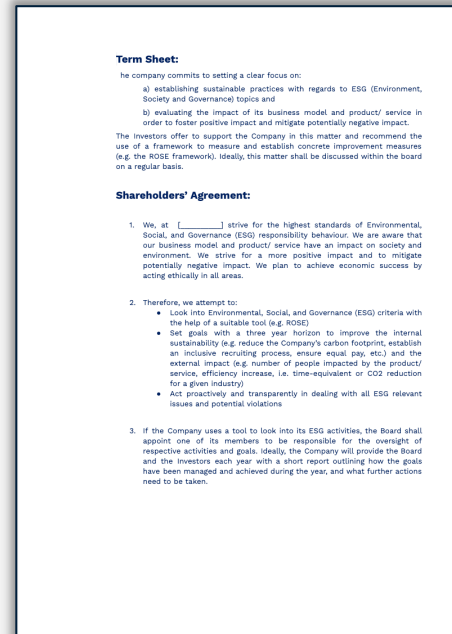 Term Sheet:
he company commits to setting a clear focus on:
a) establishing sustainable practices with regards to ESG (Environment,
Society and Governance) topics and
b) evaluating the impact of its business model and product/ service in
order to foster positive impact and mitigate potentially negative impact.
The Investors offer to support the Company in this matter and recommend the
use of a framework to measure and establish concrete improvement measures
(e.g. the ROSE framework). Ideally, this matter shall be discussed within the board
on a regular basis.
Shareholders' Agreement:
1. We, at [________] strive for the highest standards of Environmental,
Social, and Governance (ESG) responsibility behaviour. We are aware that
our business model and product/ service have an impact on society and
environment. We strive for a more positive impact and to mitigate
potentially negative impact. We plan to achieve economic success by
acting ethically in all areas.
2. Therefore, we attempt to:
● Look into Environmental, Social, and Governance (ESG) criteria with
the help of a suitable tool (e.g. ROSE)
● Set goals with a three year horizon to improve the internal
sustainability (e.g. reduce the Company's carbon footprint, establish
an inclusive recruiting process, ensure equal pay, etc.) and the
external impact (e.g. number of people impacted by the product/
service, efficiency increase, i.e. time-equivalent or CO2 reduction
for a given industry)
● Act proactively and transparently in dealing with all ESG relevant
issues and potential violations
3. If the Company uses a tool to look into its ESG activities, the Board shall
appoint one of its members to be responsible for the oversight of
respective activities and goals. Ideally, the Company will provide the Board
and the Investors each year with a short report outlining how the goals
have been managed and achieved during the year, and what further actions
need to be taken.